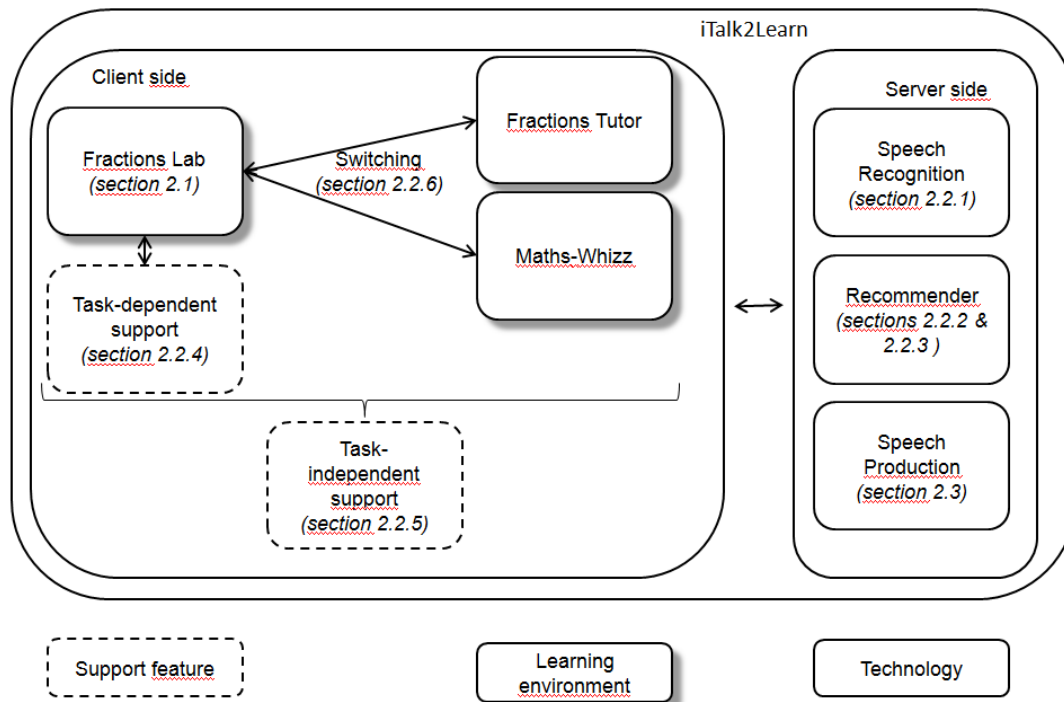 iTalk2Learn
Client side
Fractions Lab
(section 2.1)
Switching
(section 2.2.6)
Fractions Tutor
Maths-Whizz
Task-dependent
support
(section 2.2.4)
Task-
independent
support
(section 2.2.5)
Server side
Speech
Recognition
(section 2.2.1)
Recommender
(sections 2.2.2 &
2.2.3 )
Speech
Production
(section 2.3)
Support feature
Learning
environment
Technology